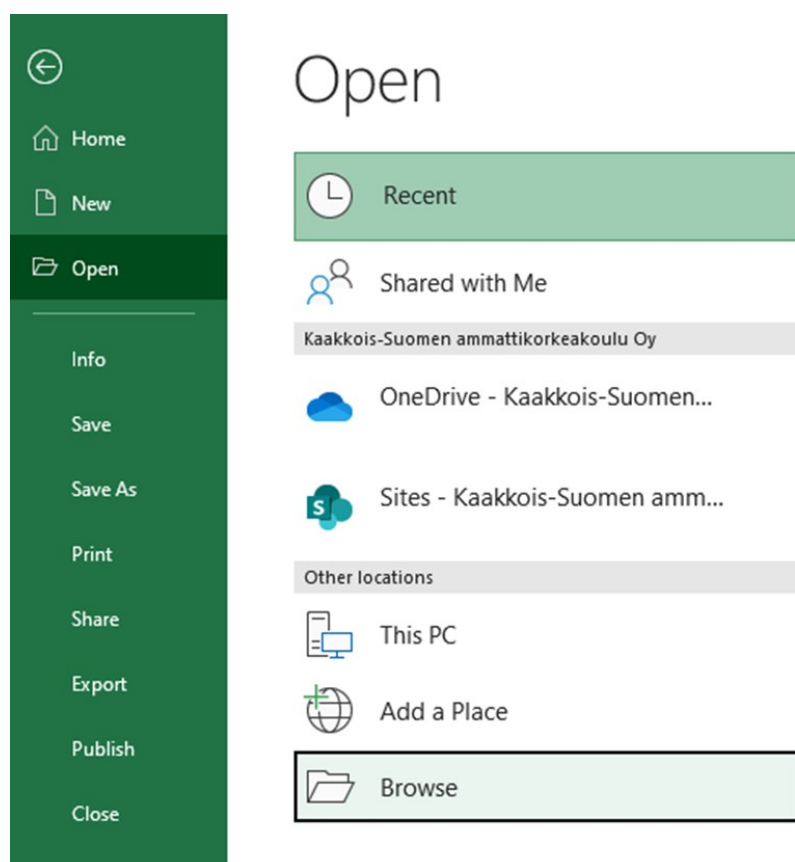 Home
New
Open
Info
Save
Save As
Print
Share
Export
Publish
Close
Open
Recent
Shared with Me
Kaakkois-Suomen ammattikorkeakoulu Oy
OneDrive - Kaakkois-Suomen...
S
Sites - Kaakkois-Suomen amm...
Other locations
This PC
Add a Place
Browse